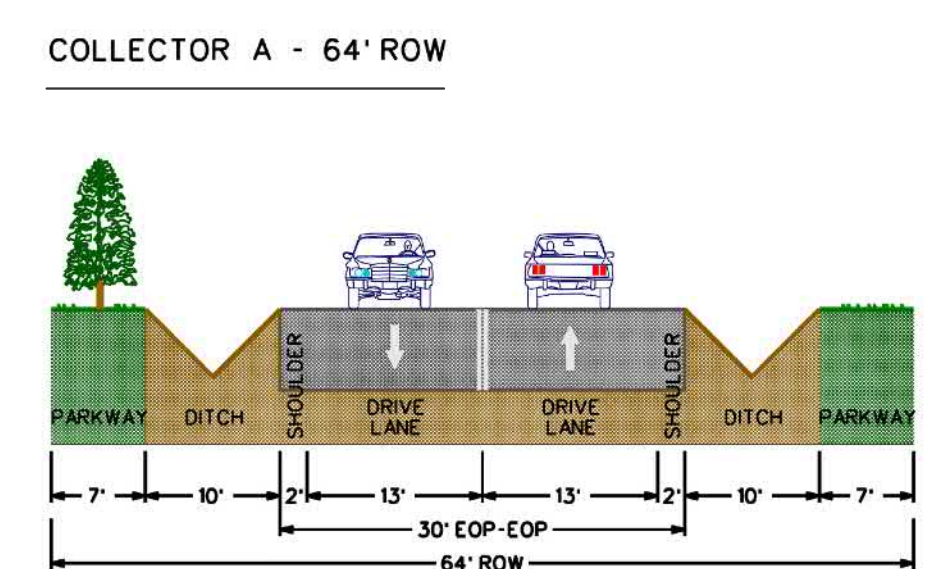 COLLECTOR A - 64' ROW
PARKWAY
DITCH
SHOULDER
DRIVE
LANE
DRIVE
LANE
SHOULDER
DITCH
PARKWAY
7' 10' 2' 13' 13' 2' 10' 7'
30' EOP-EOP
64' ROW